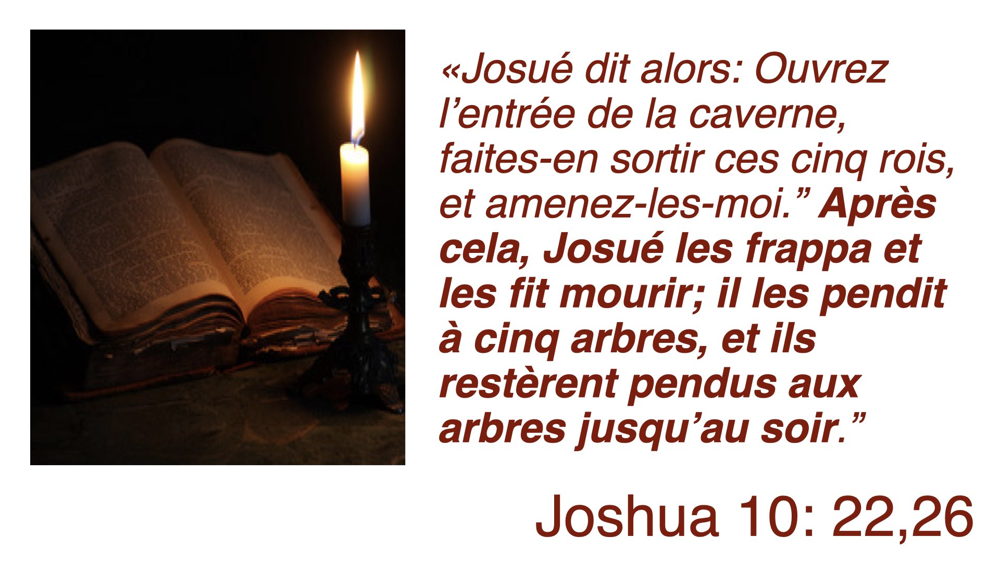 «Josué dit alors: Ouvrez
l’entrée de la caverne,
faites-en sortir ces cinq rois,
et amenez-les-moi.” Après
cela, Josué les frappa et
les fit mourir; il les pendit
à cinq arbres, et ils
restèrent pendus aux
arbres jusqu’au soir.”
Joshua 10: 22,26